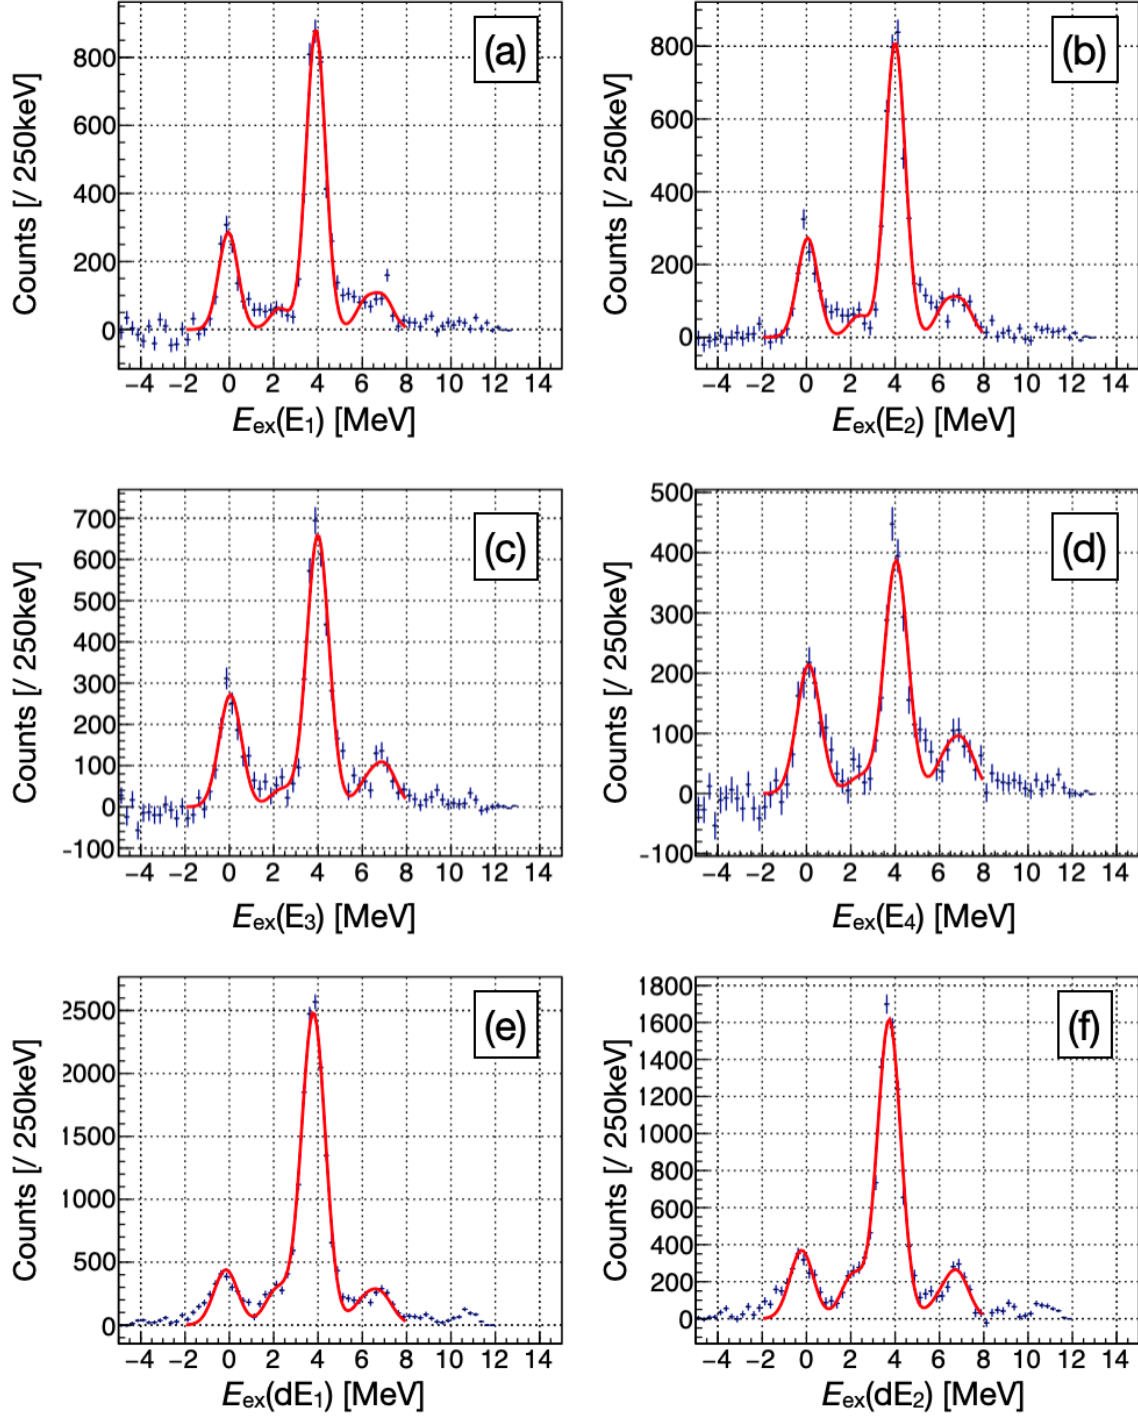 (a)
Counts [/ 250keV]
800
600
400
200
0
−4 −2 0 2 4 6 8 10 12 14
Eex(E1) [MeV]
(b)
Counts [/ 250keV]
800
600
400
200
0
−4 −2 0 2 4 6 8 10 12 14
Eex(E2) [MeV]
(c)
Counts [/ 250keV]
700
600
500
400
300
200
100
0
-100
−4 −2 0 2 4 6 8 10 12 14
Eex(E3) [MeV]
(d)
Counts [/ 250keV]
500
400
300
200
100
0
-100
−4 −2 0 2 4 6 8 10 12 14
Eex(E4) [MeV]
(e)
Counts [/ 250keV]
2500
2000
1500
1000
500
0
−4 −2 0 2 4 6 8 10 12 14
Eex(dE1) [MeV]
(f)
Counts [/ 250keV]
1800
1600
1400
1200
1000
800
600
400
200
0
−4 −2 0 2 4 6 8 10 12 14
Eex(dE2) [MeV]